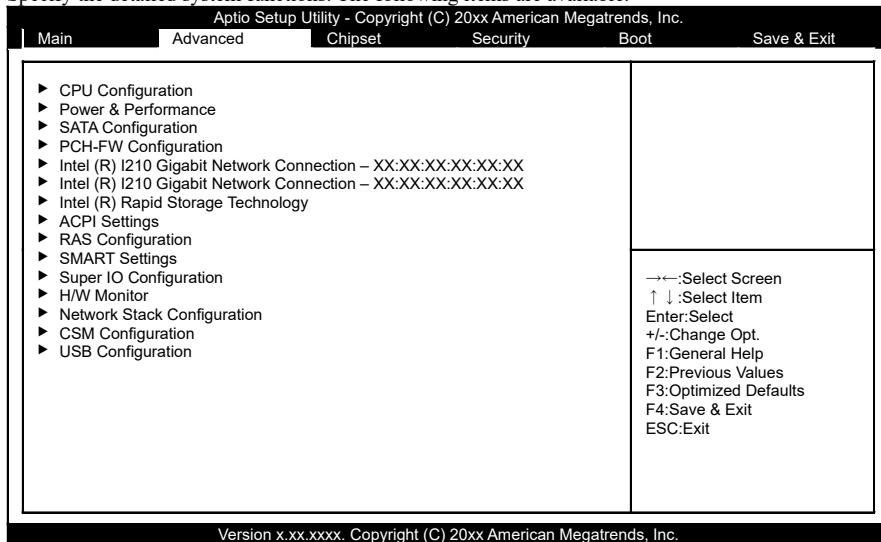 Specify the detailed system functions. The following items are available:
Aptio Setup Utility - Copyright (C) 20xx American Megatrends, Inc.
Main Advanced Chipset Security Boot Save & Exit
► CPU Configuration
► Power & Performance
► SATA Configuration
► PCH-FW Configuration
► Intel (R) I210 Gigabit Network Connection – XX:XX:XX:XX:XX:XX
► Intel (R) I210 Gigabit Network Connection – XX:XX:XX:XX:XX:XX
► Intel (R) Rapid Storage Technology
► ACPI Settings
► RAS Configuration
► SMART Settings
► Super IO Configuration
► H/W Monitor
► Network Stack Configuration
► CSM Configuration
► USB Configuration
→←:Select Screen
↑ ↓ :Select Item
Enter:Select
+/-:Change Opt.
F1:General Help
F2:Previous Values
F3:Optimized Defaults
F4:Save & Exit
ESC:Exit
Version x.xx.xxxx. Copyright (C) 20xx American Megatrends, Inc.